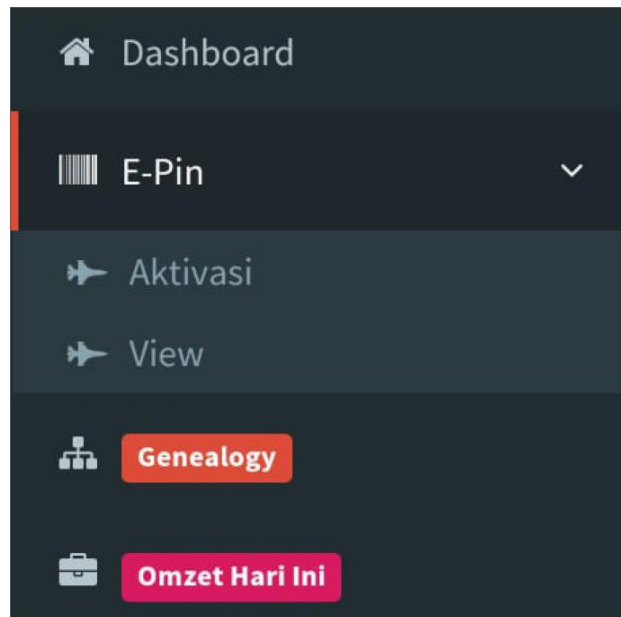 Dashboard
E-Pin
Aktivasi
View
Genealogy
Omzet Hari Ini